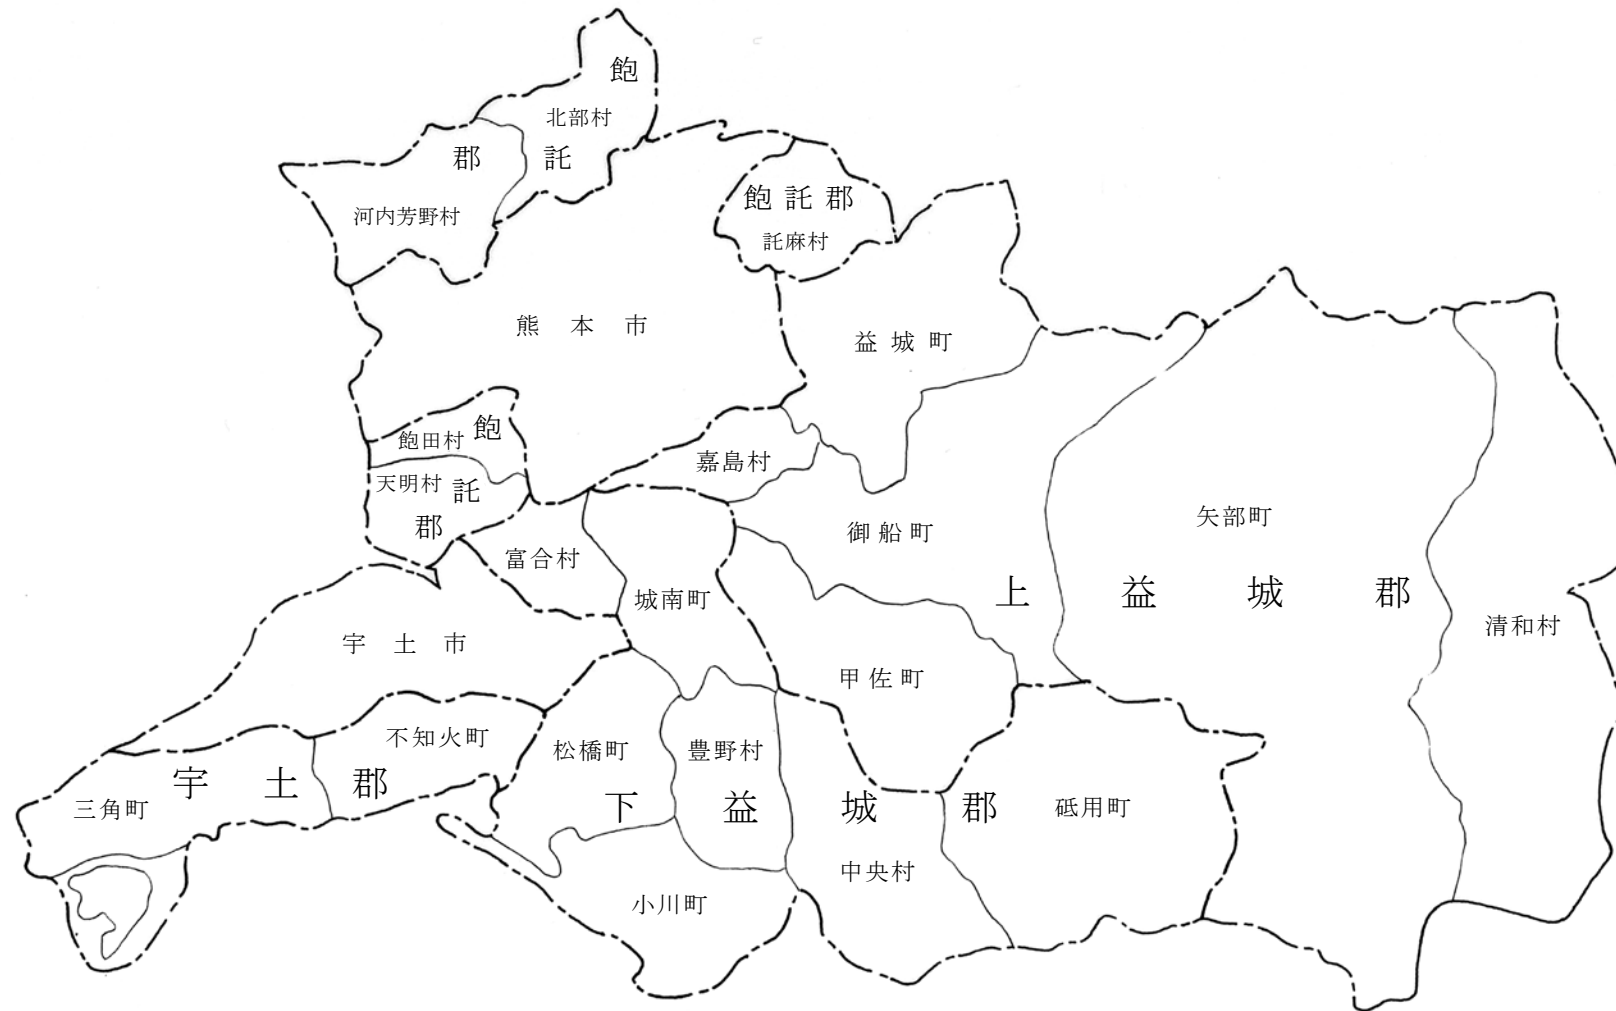 飽託郡
北部村
河内芳野村
飽託郡
託麻村
熊本市
益城町
飽託郡
飽田村
天明村
嘉島村
富合村
城南町
御船町
矢部町
上益城郡
清和村
甲佐町
宇土市
不知火町
宇土郡
三角町
松橋町
豊野村
下益城郡
砥用町
中央村
小川町